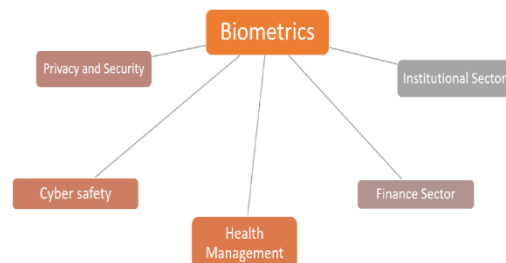 Biometrics
Privacy and Security
Institutional Sector
Cyber safety
Finance Sector
Health
Management